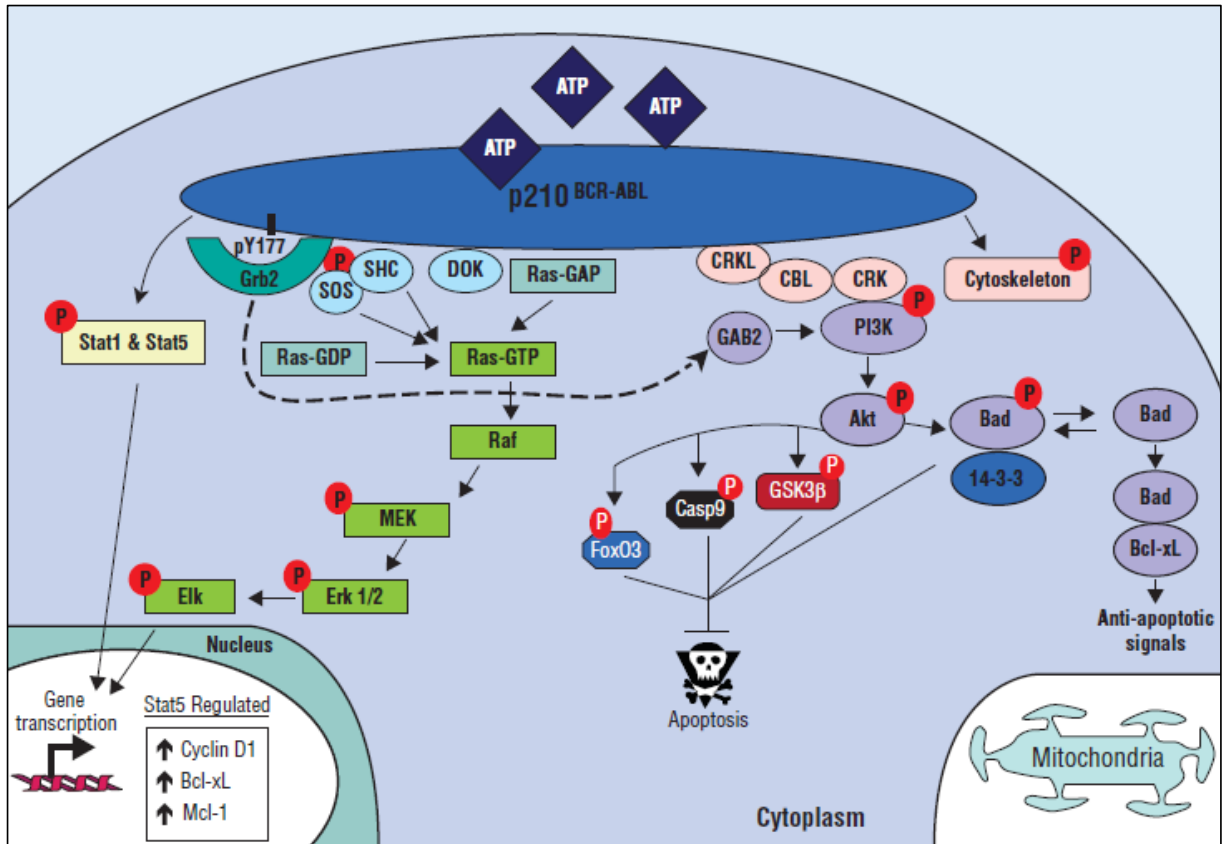 ATP
ATP
ATP
p210 BCR-ABL
pY177
Grb2
P
SOS
SHC
DOK
Ras-GAP
CRKL
CBL
CRK
P
Cytoskeleton
P
Stat1 & Stat5
Ras-GDP
Ras-GTP
GAB2
P
PI3K
Raf
Akt
P
Bad
P
14-3-3
Bad
Bad
Bcl-xL
Anti-apoptotic
signals
P
MEK
P
Erk 1/2
P
Elk
P
FoxO3
Casp9
P
GSK3β
P
Apoptosis
Nucleus
Gene
transcription
Stat5 Regulated
↑ Cyclin D1
↑ Bcl-xL
↑ Mcl-1
Cytoplasm
Mitochondria